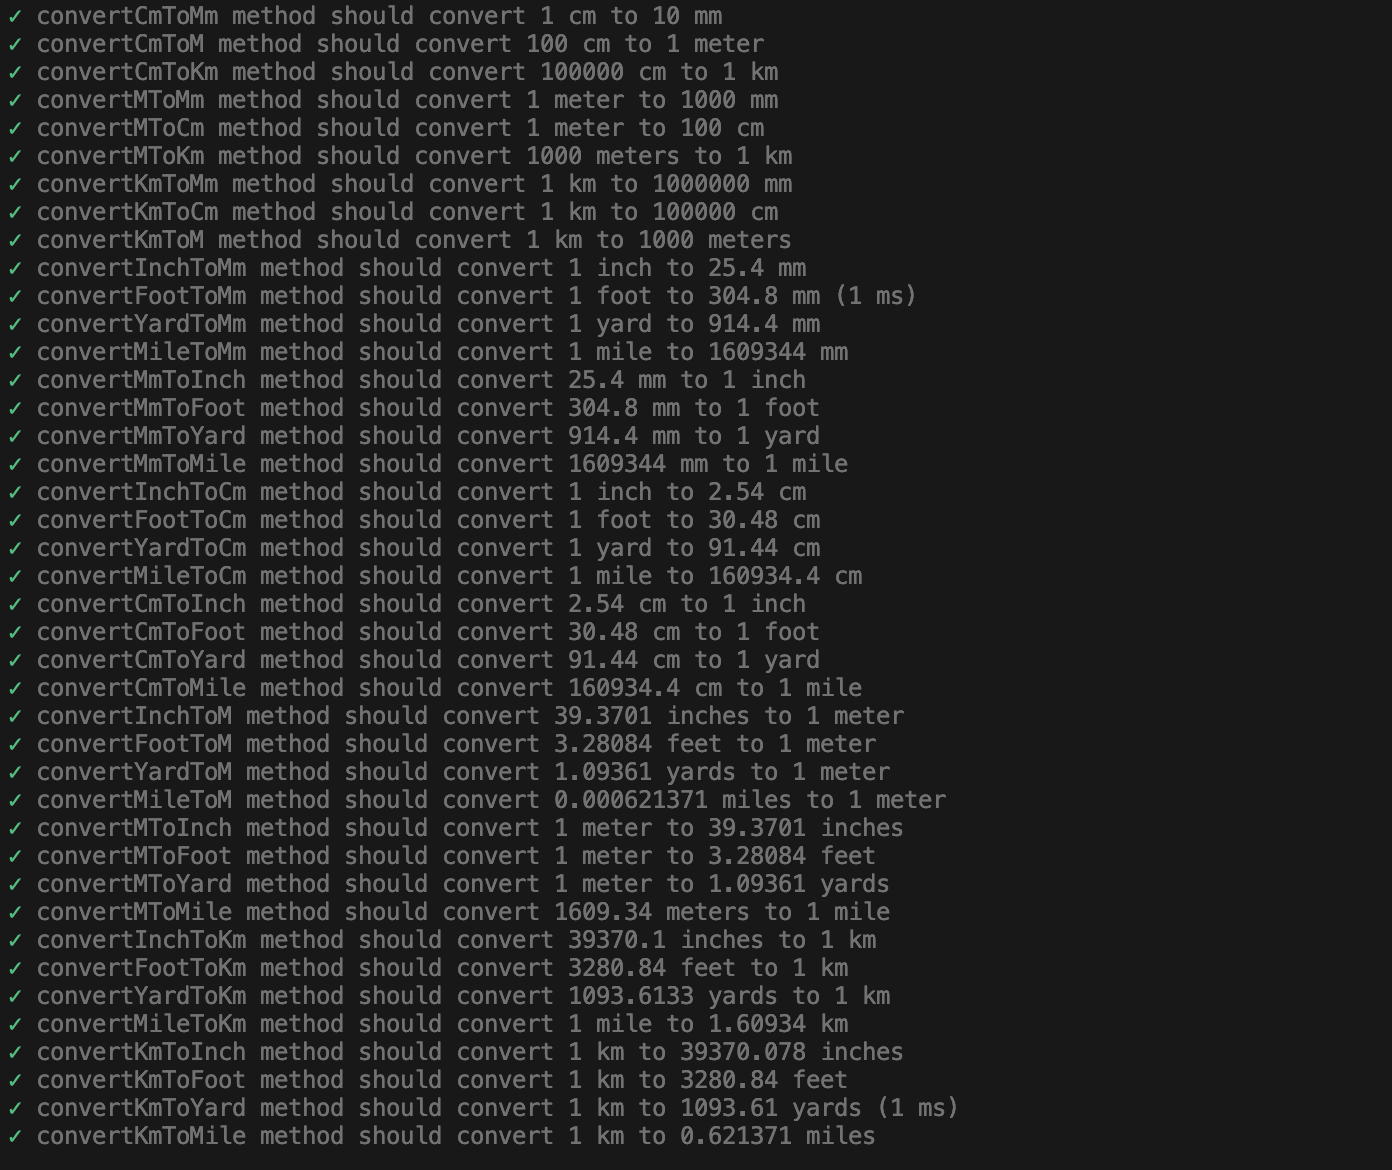 ✓ convertCmToMm method should convert 1 cm to 10 mm
✓ convertCmToM method should convert 100 cm to 1 meter
✓ convertCmToKm method should convert 100000 cm to 1 km
✓ convertMToMm method should convert 1 meter to 1000 mm
✓ convertMToCm method should convert 1 meter to 100 cm
✓ convertMToKm method should convert 1000 meters to 1 km
✓ convertKmToMm method should convert 1 km to 1000000 mm
✓ convertKmToCm method should convert 1 km to 100000 cm
✓ convertKmToM method should convert 1 km to 1000 meters
✓ convertInchToMm method should convert 1 inch to 25.4 mm
✓ convertFootToMm method should convert 1 foot to 304.8 mm (1 ms)
✓ convertYardToMm method should convert 1 yard to 914.4 mm
✓ convertMileToMm method should convert 1 mile to 1609344 mm
✓ convertMmToInch method should convert 25.4 mm to 1 inch
✓ convertMmToFoot method should convert 304.8 mm to 1 foot
✓ convertMmToYard method should convert 914.4 mm to 1 yard
✓ convertMmToMile method should convert 1609344 mm to 1 mile
✓ convertInchToCm method should convert 1 inch to 2.54 cm
✓ convertFootToCm method should convert 1 foot to 30.48 cm
✓ convertYardToCm method should convert 1 yard to 91.44 cm
✓ convertMileToCm method should convert 1 mile to 160934.4 cm
✓ convertCmToInch method should convert 2.54 cm to 1 inch
✓ convertCmToFoot method should convert 30.48 cm to 1 foot
✓ convertCmToYard method should convert 91.44 cm to 1 yard
✓ convertCmToMile method should convert 160934.4 cm to 1 mile
✓ convertInchToM method should convert 39.3701 inches to 1 meter
✓ convertFootToM method should convert 3.28084 feet to 1 meter
✓ convertYardToM method should convert 1.09361 yards to 1 meter
✓ convertMileToM method should convert 0.000621371 miles to 1 meter
✓ convertMToInch method should convert 1 meter to 39.3701 inches
✓ convertMToFoot method should convert 1 meter to 3.28084 feet
✓ convertMToYard method should convert 1 meter to 1.09361 yards
✓ convertMToMile method should convert 1609.34 meters to 1 mile
✓ convertInchToKm method should convert 39370.1 inches to 1 km
✓ convertFootToKm method should convert 3280.84 feet to 1 km
✓ convertYardToKm method should convert 1093.6133 yards to 1 km
✓ convertMileToKm method should convert 1 mile to 1.60934 km
✓ convertKmToInch method should convert 1 km to 39370.078 inches
✓ convertKmToFoot method should convert 1 km to 3280.84 feet
✓ convertKmToYard method should convert 1 km to 1093.61 yards (1 ms)
✓ convertKmToMile method should convert 1 km to 0.621371 miles